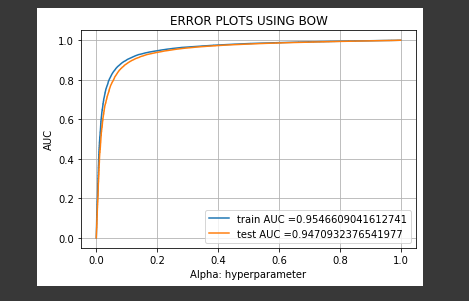 ERROR PLOTS USING BOW
1.0
0.8
0.6
0.4
0.2
0.0
AUC
train AUC =0.9546609041612741
test AUC =0.9470932376541977
0.0 0.2 0.4 0.6 0.8 1.0
Alpha: hyperparameter